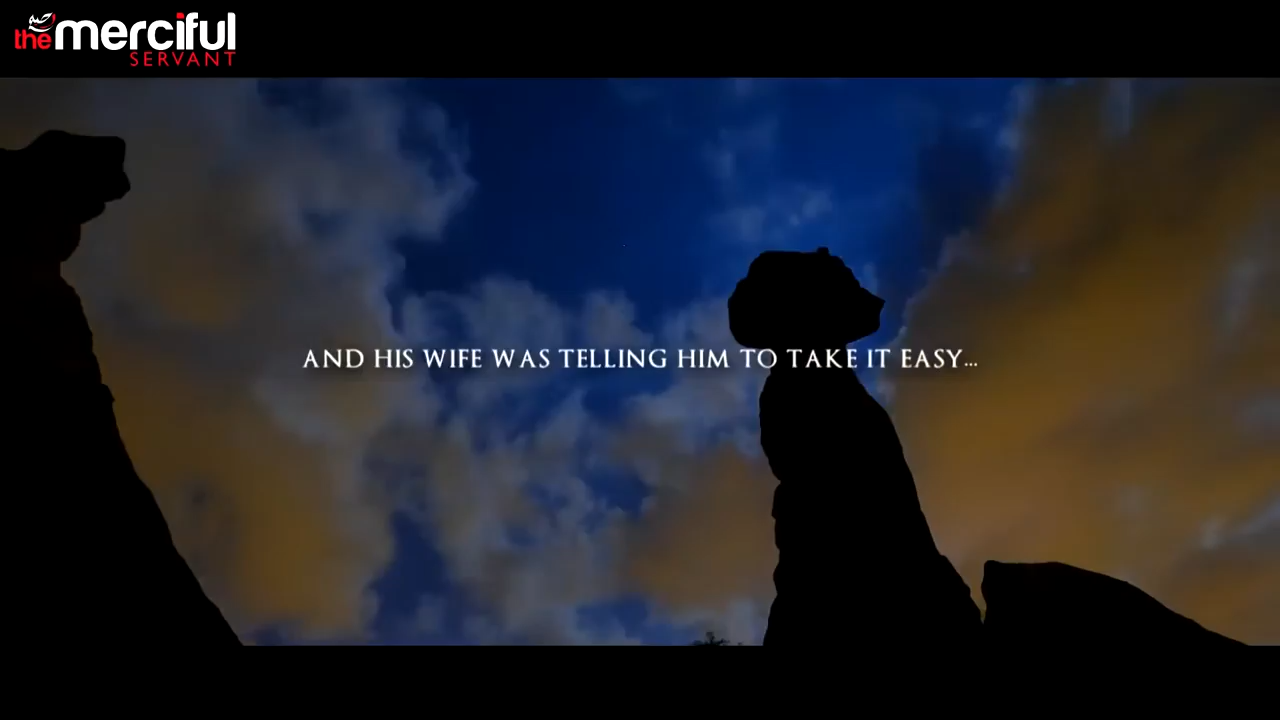 the merciful
SERVANT
AND HIS WIFE WAS TELLING HIM TO TAKE IT EASY...